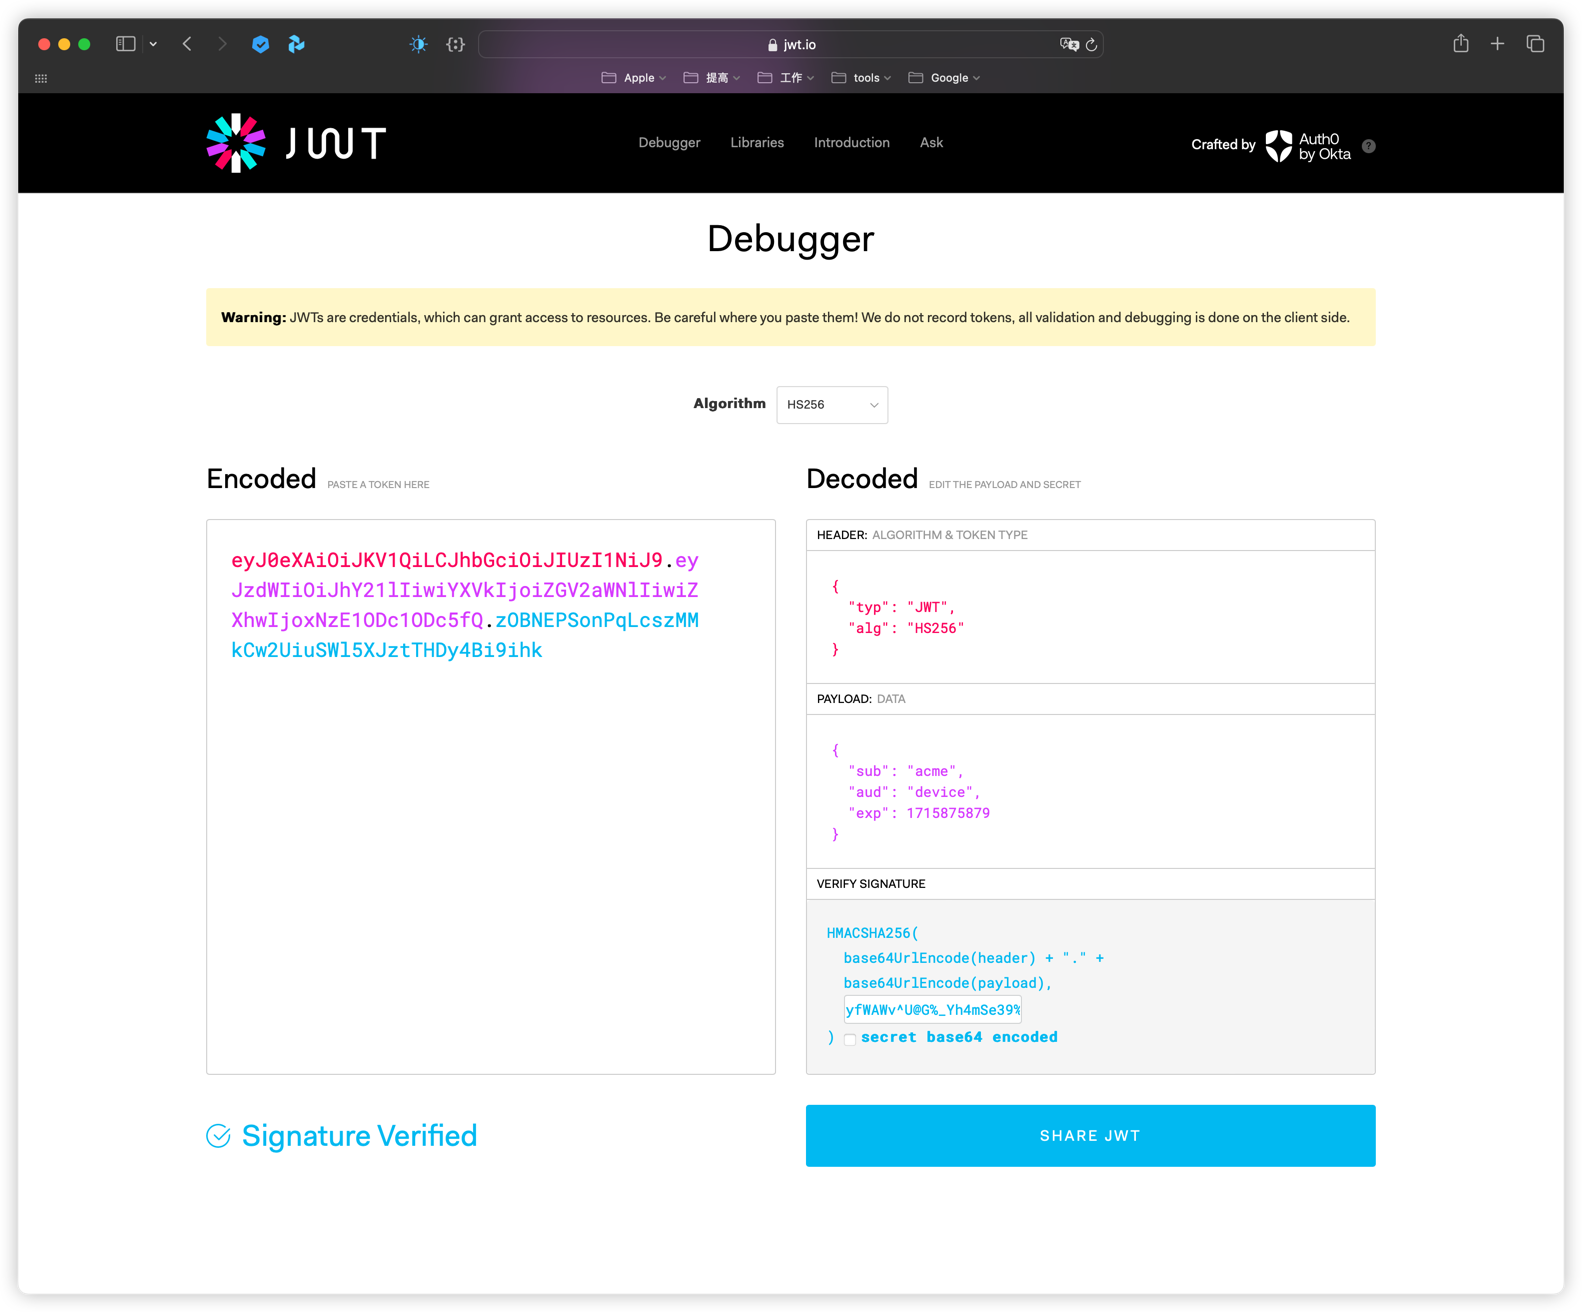 jwt.io
Apple 提高 工作 tools Google
JWT
Debugger Libraries Introduction Ask
Crafted by Auth0 by Okta ?
Debugger
Warning: JWTs are credentials, which can grant access to resources. Be careful where you paste them! We do not record tokens, all validation and debugging is done on the client side.
Algorithm HS256
Encoded PASTE A TOKEN HERE
eyJ0eXAiOiJKV1QiLCJhbGciOiJIUzI1NiJ9.ey
JzdWIiOiJhY21lIiwiYXVkIjoiZGV2aWNlIiwiZ
XhwIjoxNzE1ODc1ODc5fQ.zOBNEPSonPqLcszMM
kCw2UiuSWl5XJztTHDy4Bi9ihk
Decoded EDIT THE PAYLOAD AND SECRET
HEADER: ALGORITHM & TOKEN TYPE
{
"typ": "JWT",
"alg": "HS256"
}
PAYLOAD: DATA
{
"sub": "acme",
"aud": "device",
"exp": 1715875879
}
VERIFY SIGNATURE
HMACSHA256(
base64UrlEncode(header) + "." +
base64UrlEncode(payload),
yfWAWv^U@G%_Yh4mSe39%
) secret base64 encoded
Signature Verified
SHARE JWT